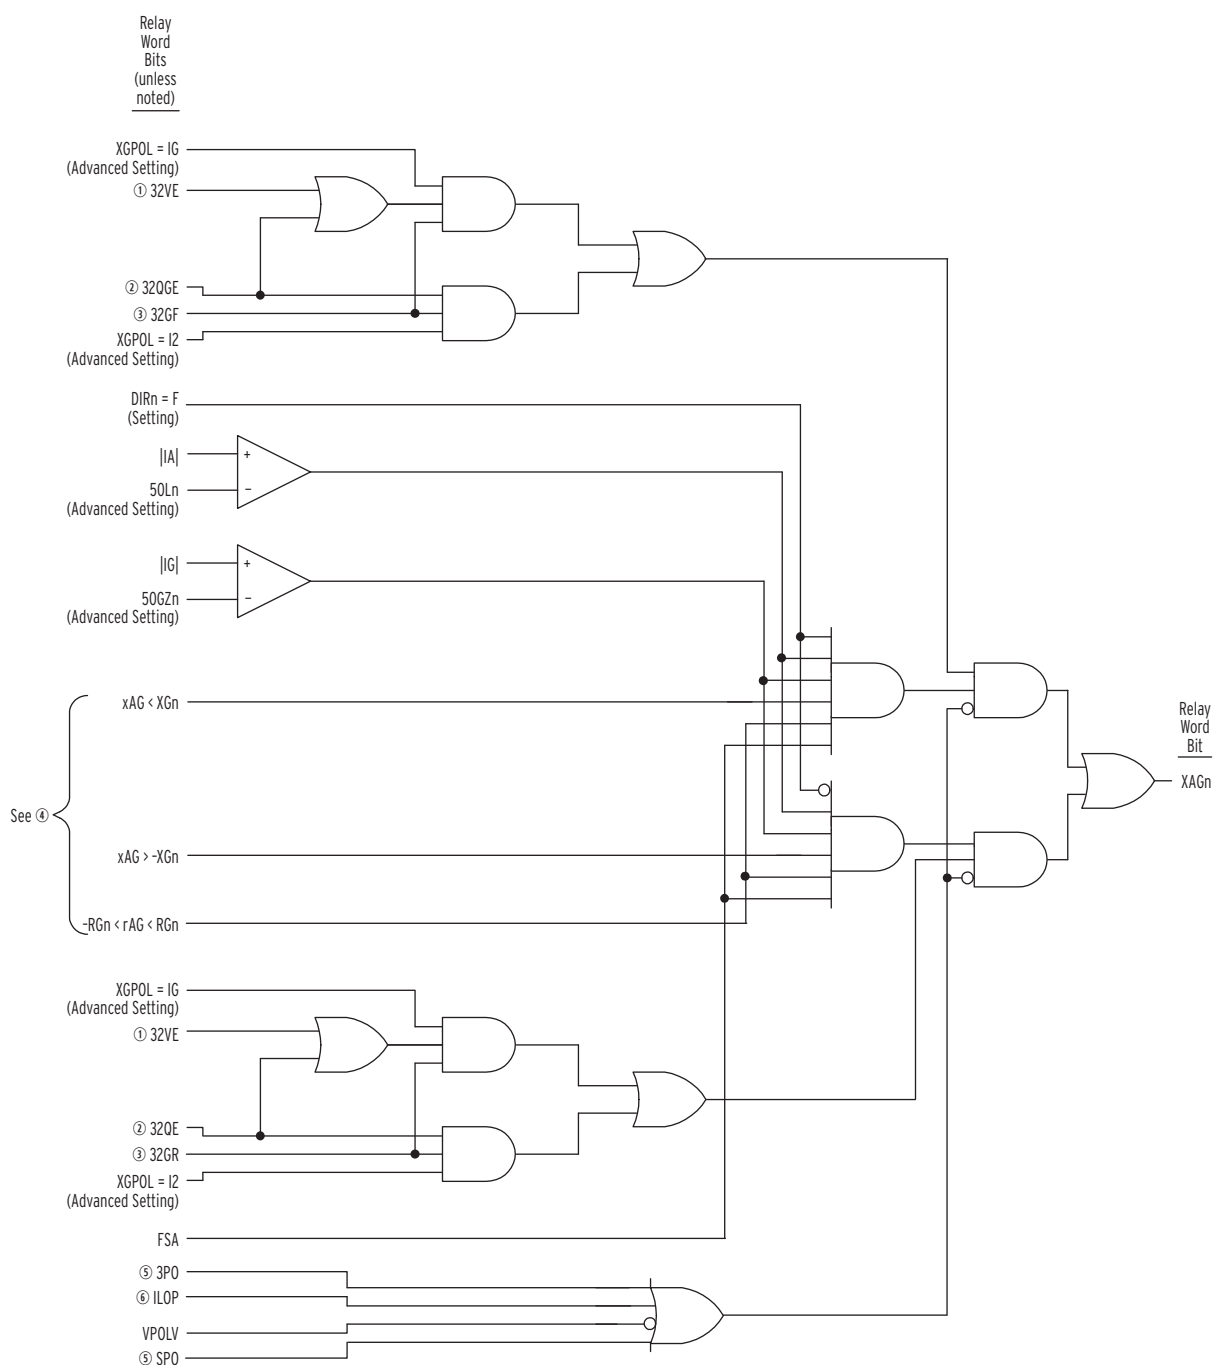 Relay
Word
Bits
(unless
noted)
XGPOL = IG
(Advanced Setting)
① 32VE
② 32QGE
③ 32GF
XGPOL = I2
(Advanced Setting)
DIRn = F
(Setting)
|IA|
+
50Ln
−
(Advanced Setting)
|IG|
+
50GZn
−
(Advanced Setting)
xAG < XGn
Relay
Word
Bit
XAGn
See ④
xAG > -XGn
-RGn < rAG < RGn
XGPOL = IG
(Advanced Setting)
① 32VE
② 32QE
③ 32GR
XGPOL = I2
(Advanced Setting)
FSA
⑤ 3PO
⑥ ILOP
VPOLV
⑤ SPO